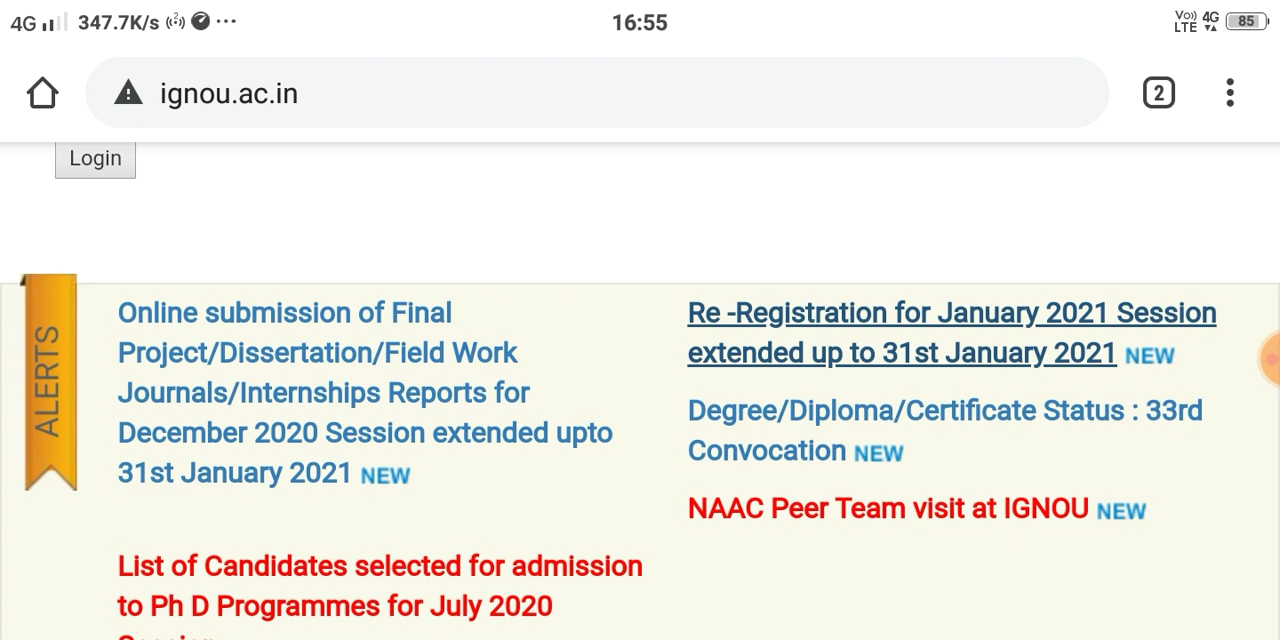 4G 347.7K/s ... 16:55 Vo)) LTE 4G 85
ignou.ac.in 2
Login
ALERTS
Online submission of Final
Project/Dissertation/Field Work
Journals/Internships Reports for
December 2020 Session extended upto
31st January 2021 NEW
List of Candidates selected for admission
to Ph D Programmes for July 2020
Session
Re -Registration for January 2021 Session
extended up to 31st January 2021 NEW
Degree/Diploma/Certificate Status : 33rd
Convocation NEW
NAAC Peer Team visit at IGNOU NEW